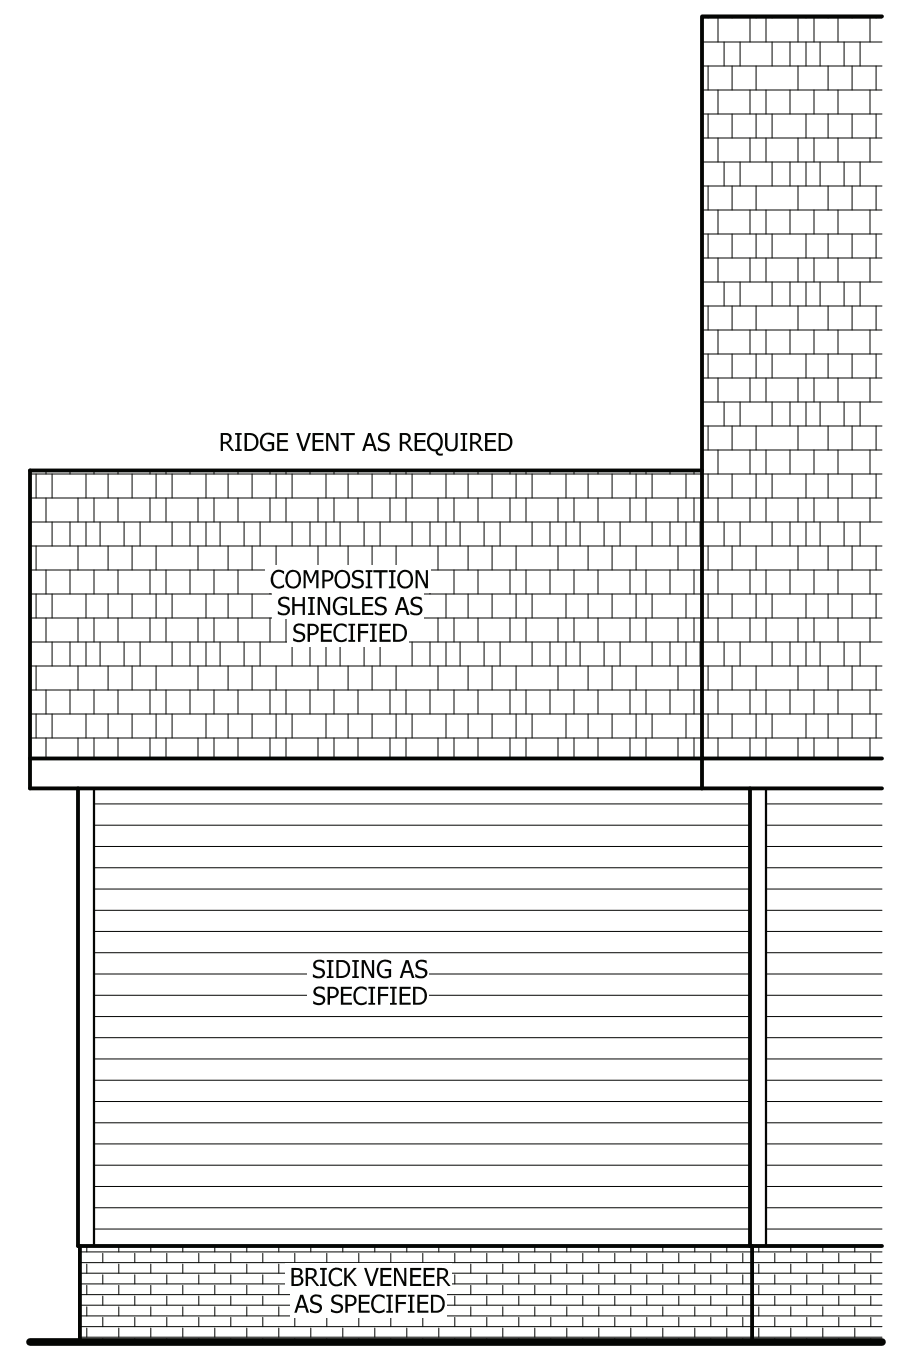 RIDGE VENT AS REQUIRED
COMPOSITION
SHINGLES AS
SPECIFIED
SIDING AS
SPECIFIED
BRICK VENEER
AS SPECIFIED